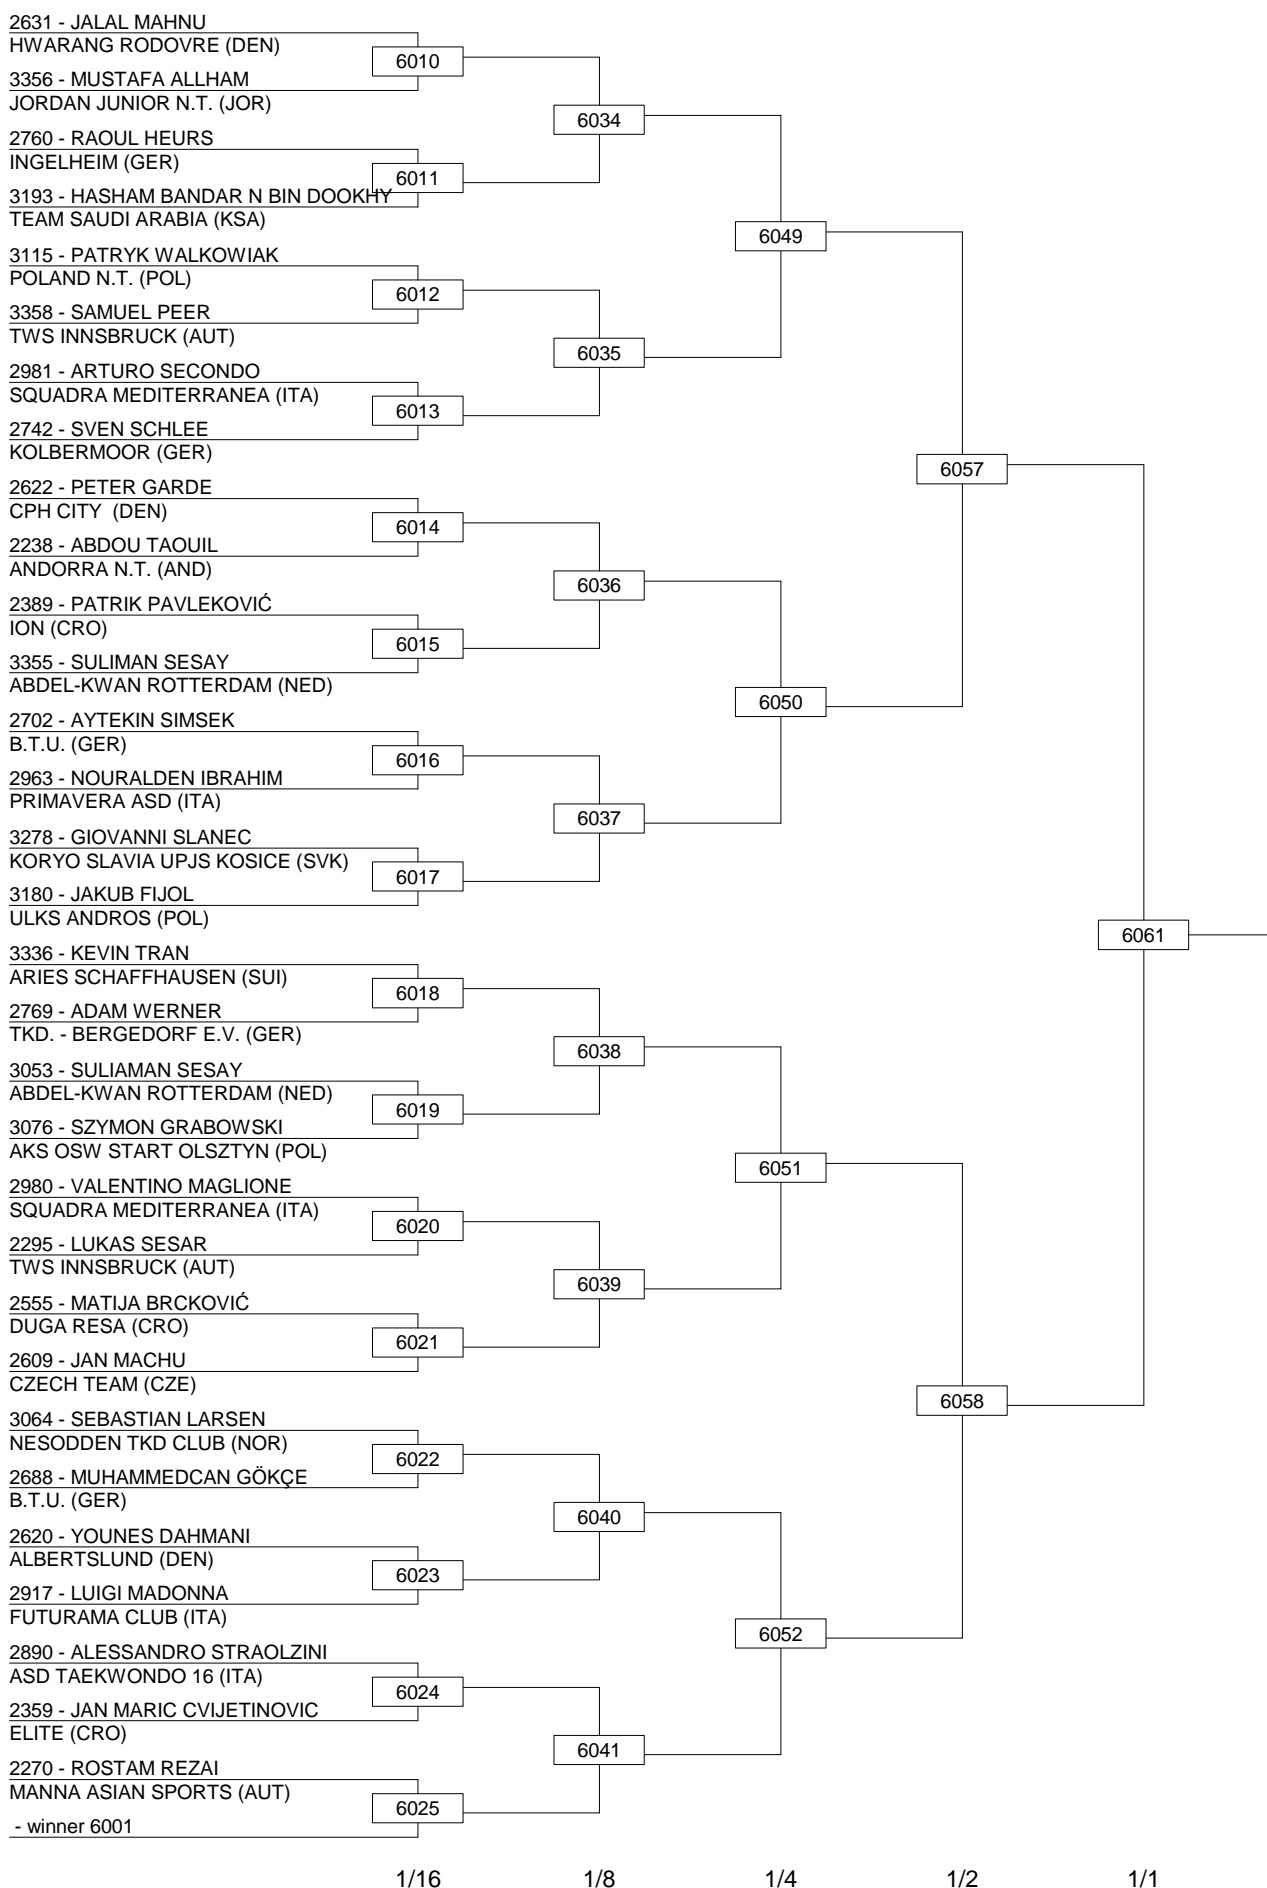 2631 - JALAL MAHNU
HWARANG RODOVRE (DEN)
6010
3356 - MUSTAFA ALLHAM
JORDAN JUNIOR N.T. (JOR)
6034
2760 - RAOUL HEURS
INGELHEIM (GER)
6011
3193 - HASHAM BANDAR N BIN DOOKHY
TEAM SAUDI ARABIA (KSA)
6049
3115 - PATRYK WALKOWIAK
POLAND N.T. (POL)
6012
3358 - SAMUEL PEER
TWS INNSBRUCK (AUT)
6035
2981 - ARTURO SECONDO
SQUADRA MEDITERRANEA (ITA)
6013
2742 - SVEN SCHLEE
KOLBERMOOR (GER)
6057
2622 - PETER GARDE
CPH CITY  (DEN)
6014
2238 - ABDOU TAOUIL
ANDORRA N.T. (AND)
6036
2389 - PATRIK PAVLEKOVIĆ
ION (CRO)
6015
3355 - SULIMAN SESAY
ABDEL-KWAN ROTTERDAM (NED)
6050
2702 - AYTEKIN SIMSEK
B.T.U. (GER)
6016
2963 - NOURALDEN IBRAHIM
PRIMAVERA ASD (ITA)
6037
3278 - GIOVANNI SLANEC
KORYO SLAVIA UPJS KOSICE (SVK)
6017
3180 - JAKUB FIJOL
ULKS ANDROS (POL)
6061
3336 - KEVIN TRAN
ARIES SCHAFFHAUSEN (SUI)
6018
2769 - ADAM WERNER
TKD. - BERGEDORF E.V. (GER)
6038
3053 - SULIAMAN SESAY
ABDEL-KWAN ROTTERDAM (NED)
6019
3076 - SZYMON GRABOWSKI
AKS OSW START OLSZTYN (POL)
6051
2980 - VALENTINO MAGLIONE
SQUADRA MEDITERRANEA (ITA)
6020
2295 - LUKAS SESAR
TWS INNSBRUCK (AUT)
6039
2555 - MATIJA BRCKOVIĆ
DUGA RESA (CRO)
6021
2609 - JAN MACHU
CZECH TEAM (CZE)
6058
3064 - SEBASTIAN LARSEN
NESODDEN TKD CLUB (NOR)
6022
2688 - MUHAMMEDCAN GÖKÇE
B.T.U. (GER)
6040
2620 - YOUNES DAHMANI
ALBERTSLUND (DEN)
6023
2917 - LUIGI MADONNA
FUTURAMA CLUB (ITA)
6052
2890 - ALESSANDRO STRAOLZINI
ASD TAEKWONDO 16 (ITA)
6024
2359 - JAN MARIC CVIJETINOVIC
ELITE (CRO)
6041
2270 - ROSTAM REZAI
MANNA ASIAN SPORTS (AUT)
6025
- winner 6001
1/16 1/8 1/4 1/2 1/1